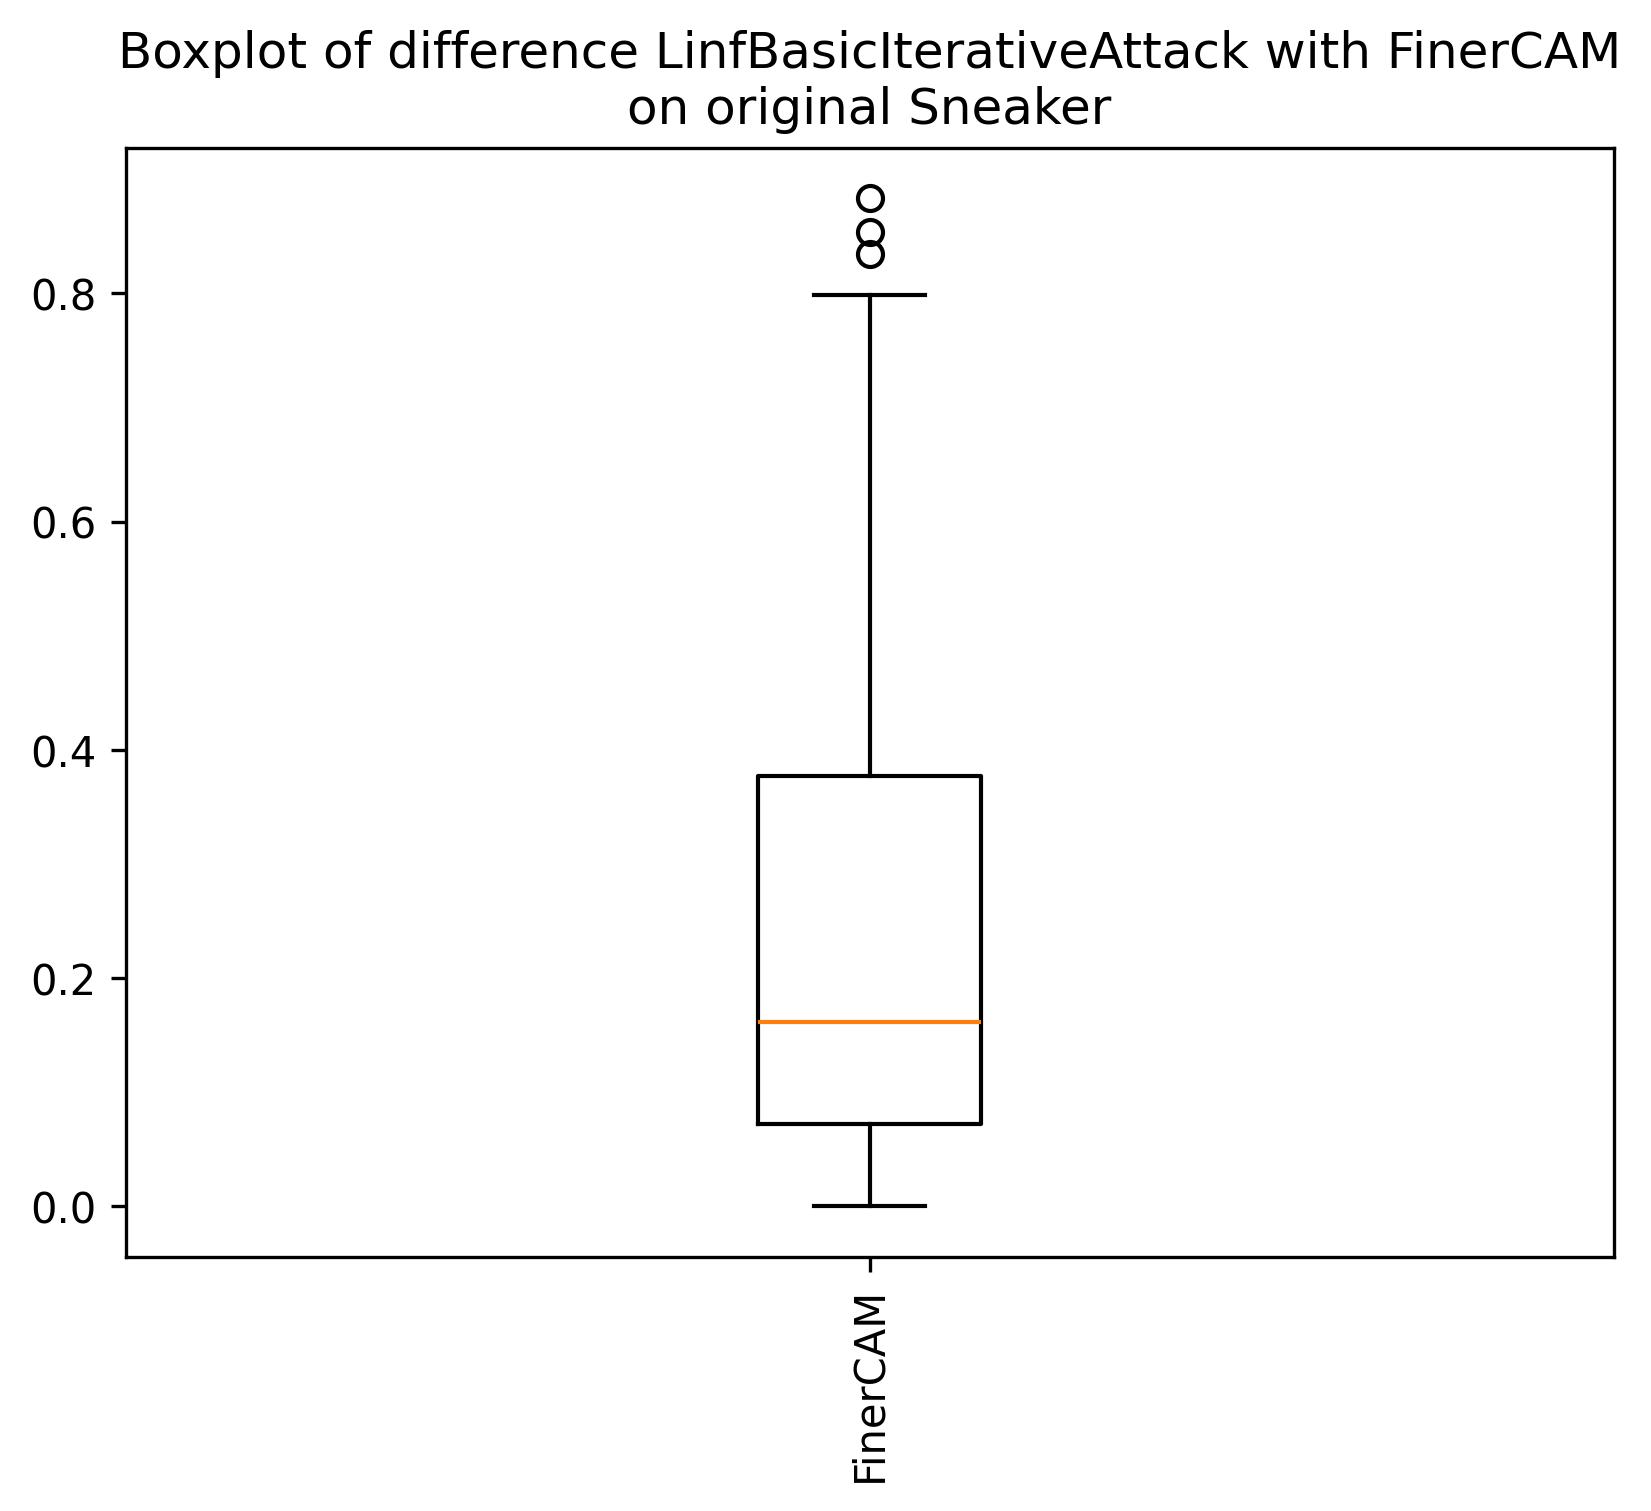 Boxplot of difference LinfBasicIterativeAttack with FinerCAM
on original Sneaker
0.8
0.6
0.4
0.2
0.0
FinerCAM